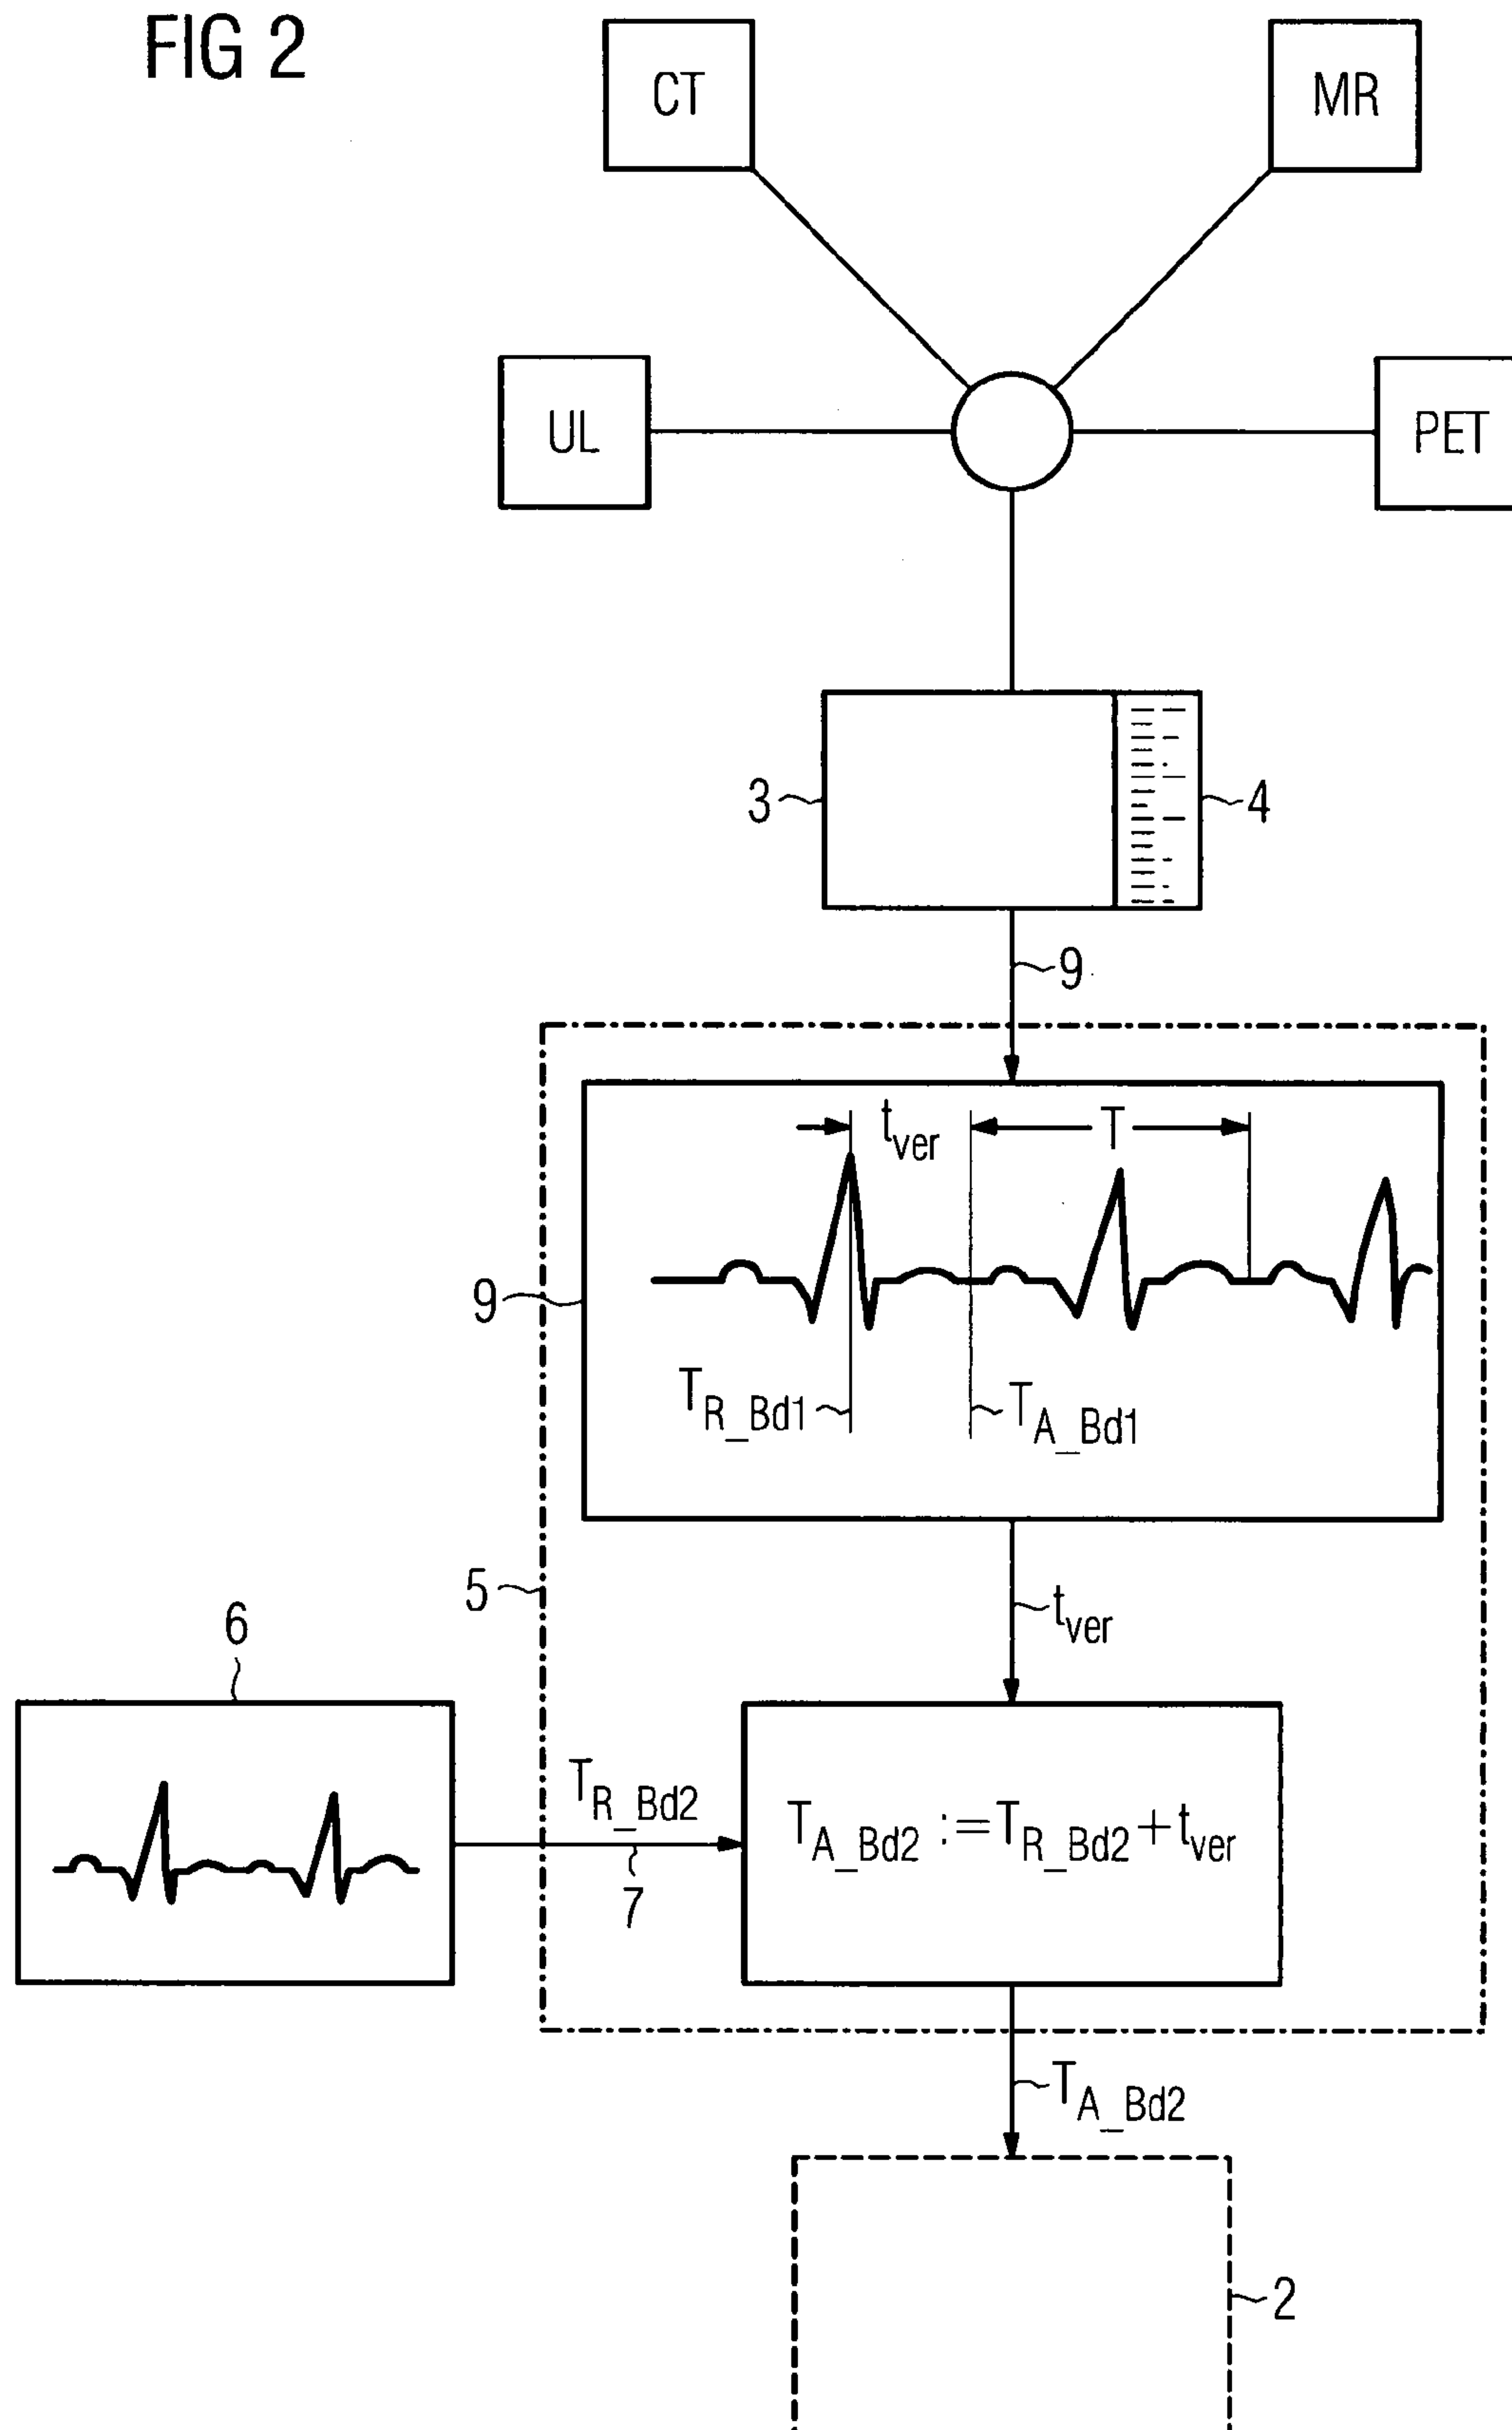 FIG 2
CT
MR
UL
PET
3
4
9
t_ver
T
9
T_R_Bd1
T_A_Bd1
5
t_ver
6
T_R_Bd2
T_A_Bd2 :=T_R_Bd2+t_ver
7
T_A_Bd2
2